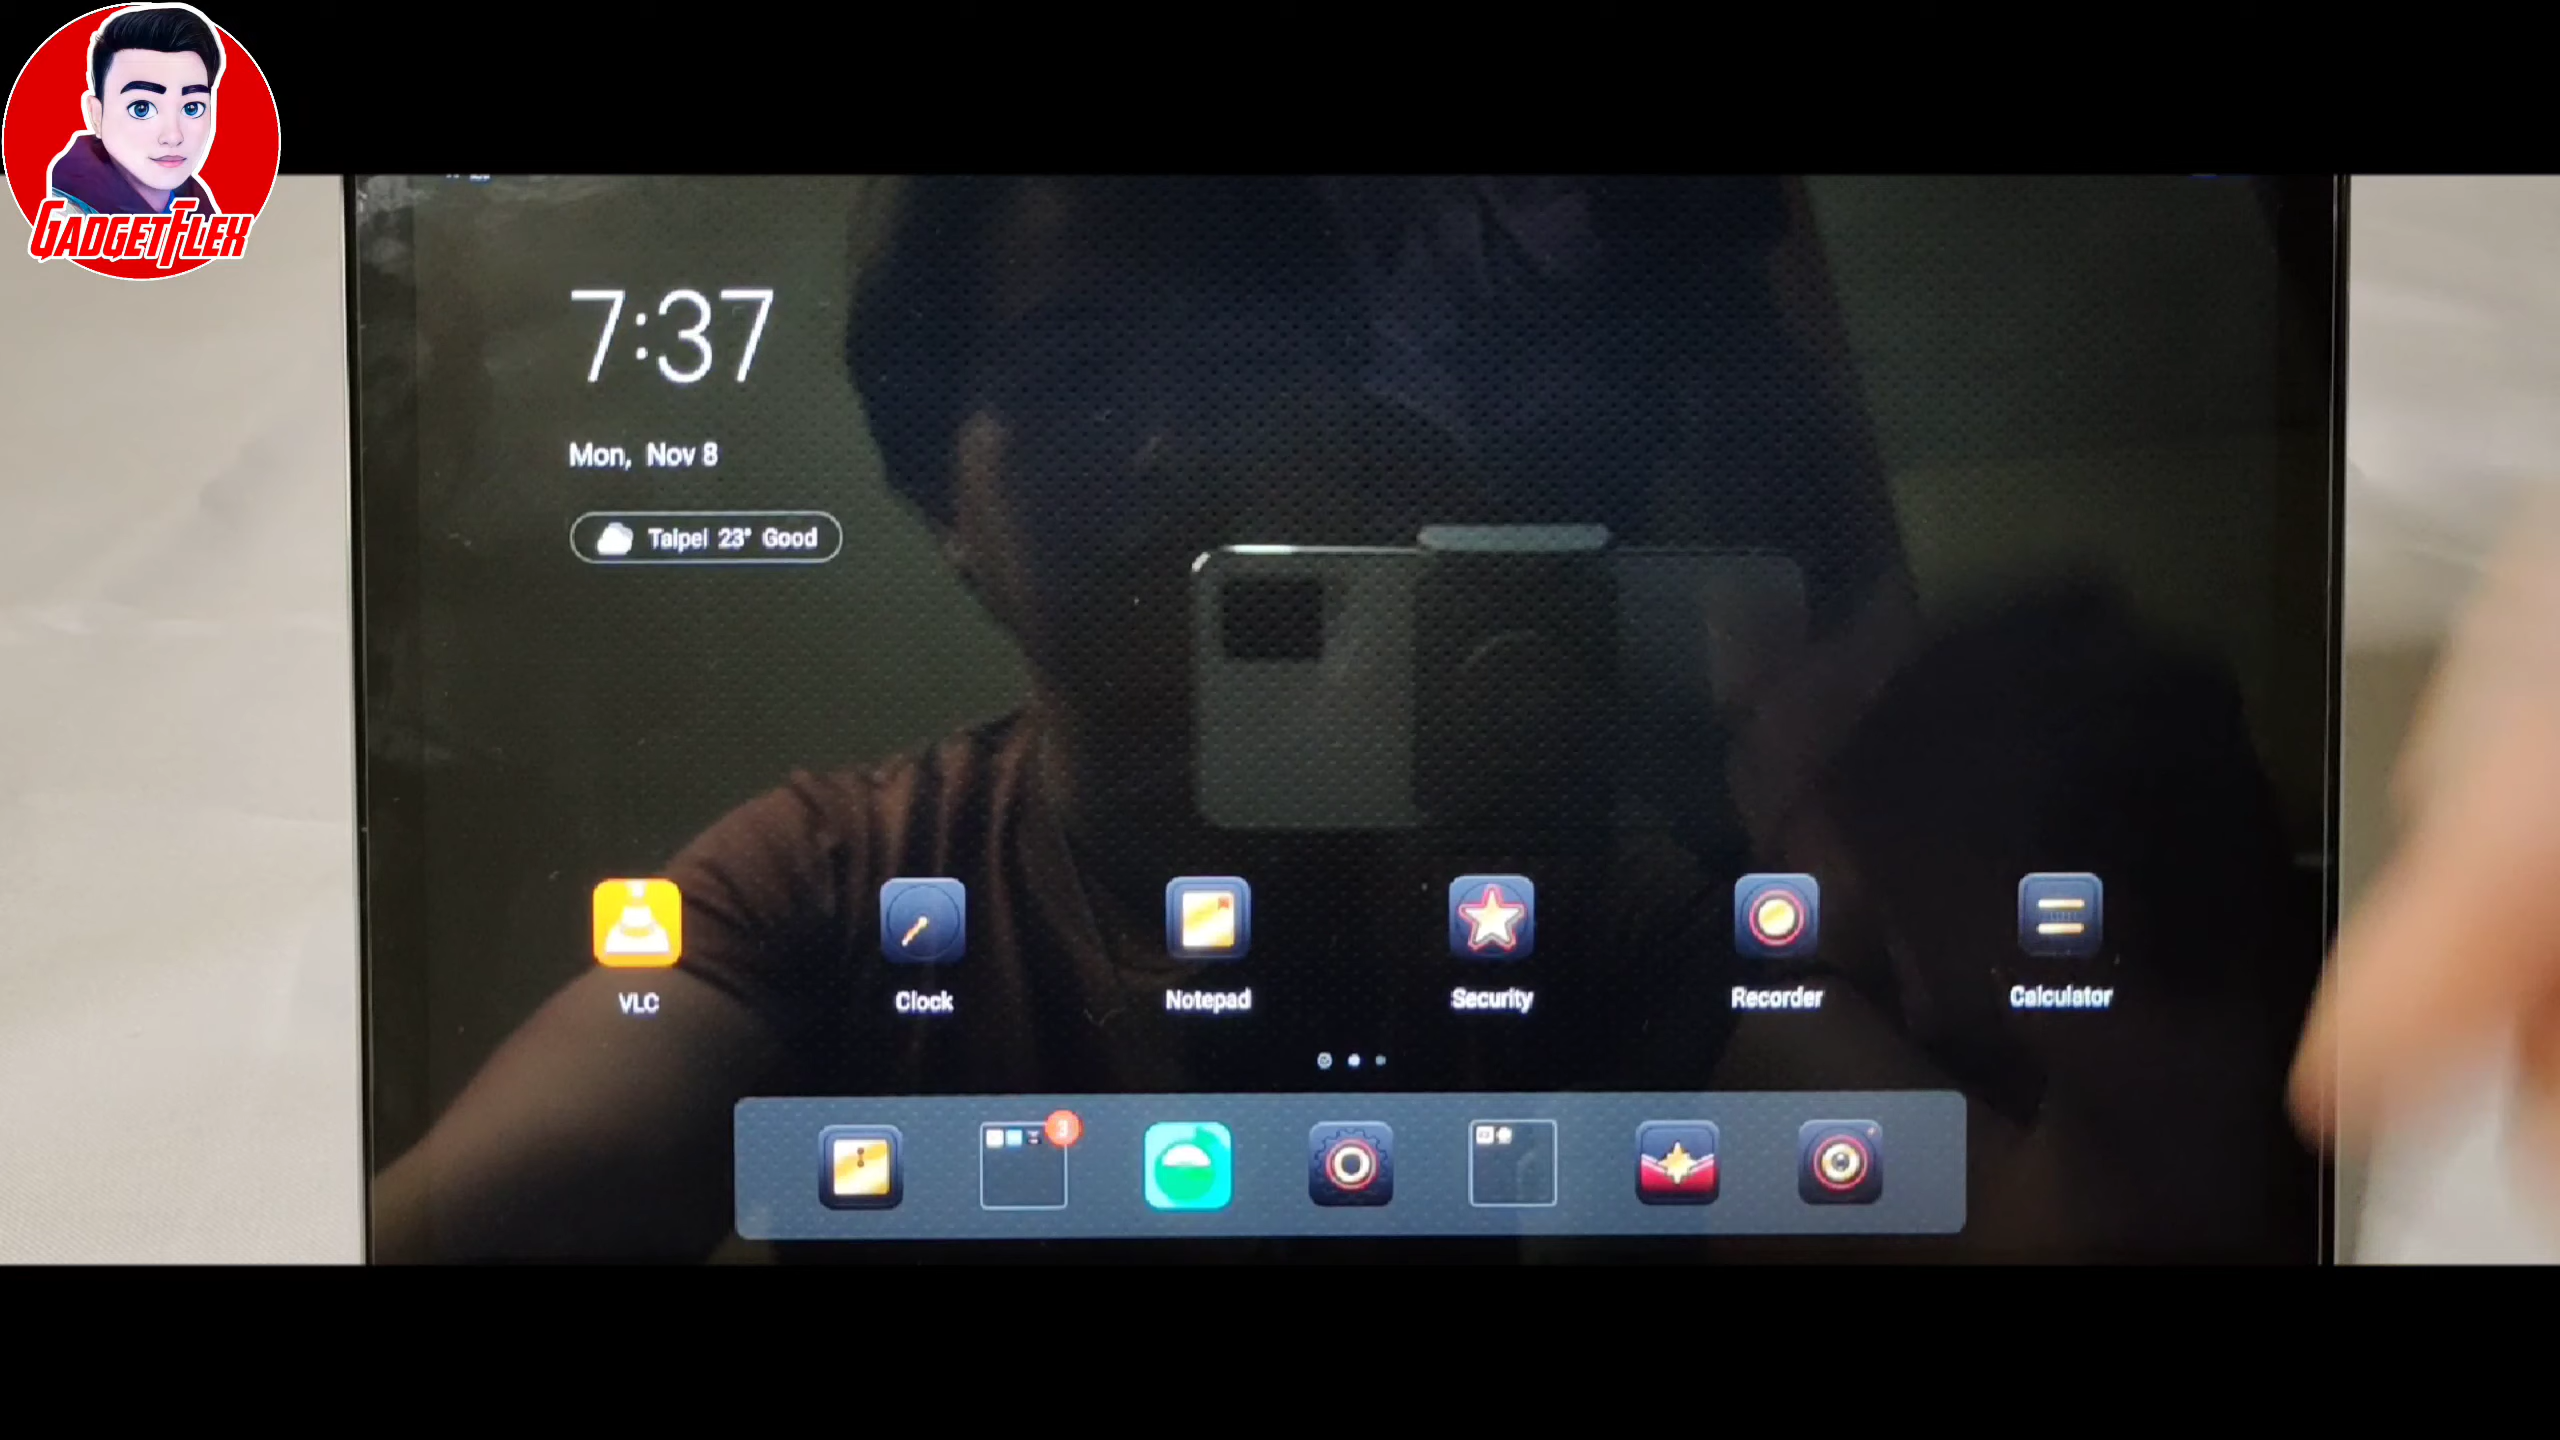 GADGETFLEX
7:37
Mon, Nov 8
Taipei 23° Good
VLC
Clock
Notepad
Security
Recorder
Calculator
3